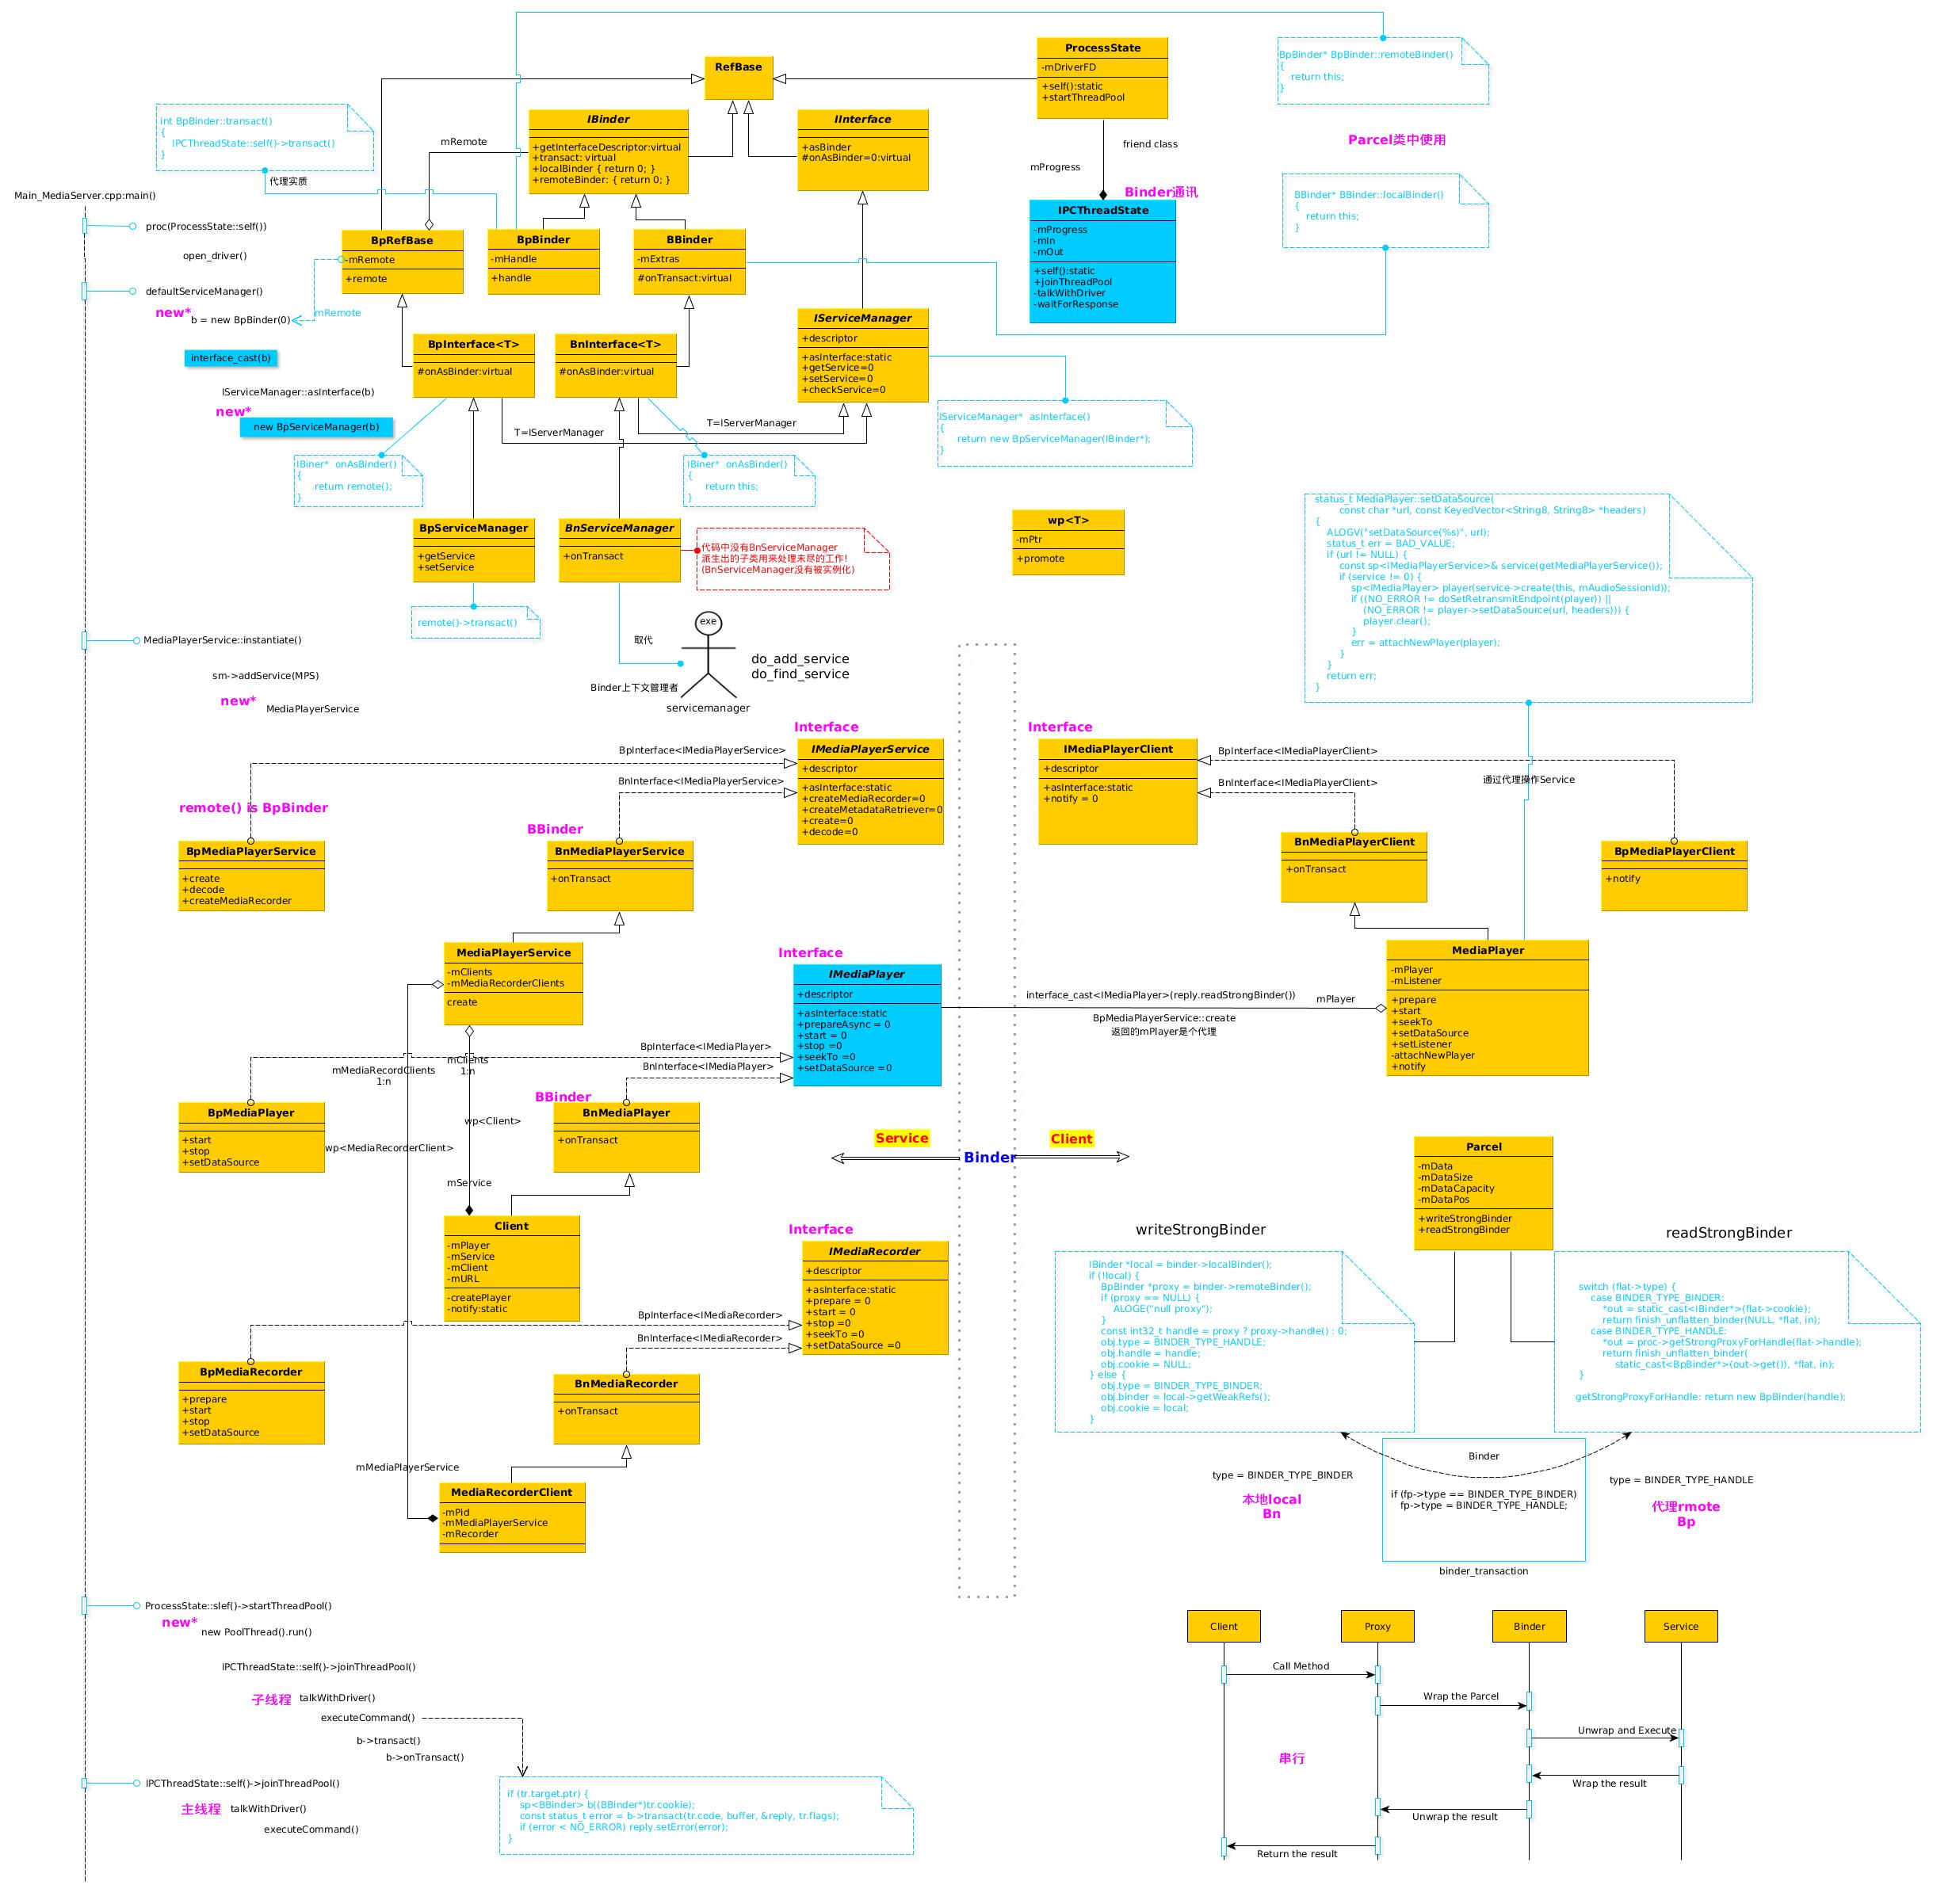 RefBase
ProcessState
-mDriverFD
+self():static
+startThreadPool
BpBinder* BpBinder::remoteBinder()
{
return this;
}
int BpBinder::transact()
{
IPCThreadState::self()->transact()
}
代理实质
mRemote
IBinder
+getInterfaceDescriptor:virtual
+transact: virtual
+localBinder { return 0; }
+remoteBinder: { return 0; }
IInterface
+asBinder
#onAsBinder=0:virtual
friend class
mProgress
Parcel类中使用
Binder通讯
BBinder* BBinder::localBinder()
{
return this;
}
Main_MediaServer.cpp:main()
proc(ProcessState::self())
open_driver()
defaultServiceManager()
new*
b = new BpBinder(0)
mRemote
interface_cast(b)
IServiceManager::asInterface(b)
new*
new BpServiceManager(b)
BpRefBase
-mRemote
+remote
BpBinder
-mHandle
+handle
BBinder
-mExtras
#onTransact:virtual
IPCThreadState
-mProgress
-mIn
-mOut
+self():static
+joinThreadPool
-talkWithDriver
-waitForResponse
BpInterface<T>
#onAsBinder:virtual
BnInterface<T>
#onAsBinder:virtual
IServiceManager
+descriptor
+asInterface:static
+getService=0
+setService=0
+checkService=0
T=IServerManager
T=IServerManager
IServiceManager*  asInterface()
{
return new BpServiceManager(IBinder*);
}
IBiner*  onAsBinder()
{
return remote();
}
IBiner*  onAsBinder()
{
return this;
}
BpServiceManager
+getService
+setService
BnServiceManager
+onTransact
代码中没有BnServiceManager
派生出的子类用来处理未尽的工作!
(BnServiceManager没有被实例化)
wp<T>
-mPtr
+promote
status_t MediaPlayer::setDataSource(
const char *url, const KeyedVector<String8, String8> *headers)
{
ALOGV("setDataSource(%s)", url);
status_t err = BAD_VALUE;
if (url != NULL) {
const sp<IMediaPlayerService>& service(getMediaPlayerService());
if (service != 0) {
sp<IMediaPlayer> player(service->create(this, mAudioSessionId));
if ((NO_ERROR != doSetRetransmitEndpoint(player)) ||
(NO_ERROR != player->setDataSource(url, headers))) {
player.clear();
}
err = attachNewPlayer(player);
}
}
return err;
}
remote()->transact()
exe
取代
do_add_service
do_find_service
Binder上下文管理者
servicemanager
MediaPlayerService::instantiate()
sm->addService(MPS)
new*
MediaPlayerService
Interface
IMediaPlayerService
+descriptor
+asInterface:static
+createMediaRecorder=0
+createMetadataRetriever=0
+create=0
+decode=0
BpInterface<IMediaPlayerService>
BnInterface<IMediaPlayerService>
Interface
IMediaPlayerClient
+descriptor
+asInterface:static
+notify = 0
BpInterface<IMediaPlayerClient>
BnInterface<IMediaPlayerClient>
通过代理操作Service
remote() is BpBinder
BBinder
BpMediaPlayerService
+create
+decode
+createMediaRecorder
BnMediaPlayerService
+onTransact
BnMediaPlayerClient
+onTransact
BpMediaPlayerClient
+notify
MediaPlayerService
-mClients
-mMediaRecorderClients
create
Interface
IMediaPlayer
+descriptor
+asInterface:static
+prepareAsync = 0
+start = 0
+stop =0
+seekTo =0
+setDataSource =0
interface_cast<IMediaPlayer>(reply.readStrongBinder())
mPlayer
BpMediaPlayerService::create
返回的mPlayer是个代理
MediaPlayer
-mPlayer
-mListener
+prepare
+start
+seekTo
+setDataSource
+setListener
-attachNewPlayer
+notify
BpInterface<IMediaPlayer>
BnInterface<IMediaPlayer>
mClients
1:n
mMediaRecordClients
1:n
BBinder
BpMediaPlayer
+start
+stop
+setDataSource
BnMediaPlayer
+onTransact
wp<Client>
wp<MediaRecorderClient>
mService
Service
Binder
Client
Client
-mPlayer
-mService
-mClient
-mURL
-createPlayer
-notify:static
Interface
IMediaRecorder
+descriptor
+asInterface:static
+prepare = 0
+start = 0
+stop =0
+seekTo =0
+setDataSource =0
BpInterface<IMediaRecorder>
BnInterface<IMediaRecorder>
BpMediaRecorder
+prepare
+start
+stop
+setDataSource
BnMediaRecorder
+onTransact
mMediaPlayerService
MediaRecorderClient
-mPid
-mMediaPlayerService
-mRecorder
Parcel
-mData
-mDataSize
-mDataCapacity
-mDataPos
+writeStrongBinder
+readStrongBinder
writeStrongBinder
IBinder *local = binder->localBinder();
if (!local) {
BpBinder *proxy = binder->remoteBinder();
if (proxy == NULL) {
ALOGE("null proxy");
}
const int32_t handle = proxy ? proxy->handle() : 0;
obj.type = BINDER_TYPE_HANDLE;
obj.handle = handle;
obj.cookie = NULL;
} else {
obj.type = BINDER_TYPE_BINDER;
obj.binder = local->getWeakRefs();
obj.cookie = local;
}
readStrongBinder
switch (flat->type) {
case BINDER_TYPE_BINDER:
*out = static_cast<IBinder*>(flat->cookie);
return finish_unflatten_binder(NULL, *flat, in);
case BINDER_TYPE_HANDLE:
*out = proc->getStrongProxyForHandle(flat->handle);
return finish_unflatten_binder(
static_cast<BpBinder*>(out->get()), *flat, in);
}
getStrongProxyForHandle: return new BpBinder(handle);
type = BINDER_TYPE_BINDER
本地local
Bn
Binder
if (fp->type == BINDER_TYPE_BINDER)
fp->type = BINDER_TYPE_HANDLE;
binder_transaction
type = BINDER_TYPE_HANDLE
代理rmote
Bp
ProcessState::slef()->startThreadPool()
new*
new PoolThread().run()
IPCThreadState::self()->joinThreadPool()
子线程
talkWithDriver()
executeCommand()
b->transact()
b->onTransact()
IPCThreadState::self()->joinThreadPool()
主线程
talkWithDriver()
executeCommand()
if (tr.target.ptr) {
sp<BBinder> b((BBinder*)tr.cookie);
const status_t error = b->transact(tr.code, buffer, &reply, tr.flags);
if (error < NO_ERROR) reply.setError(error);
}
Client
Proxy
Binder
Service
Call Method
Wrap the Parcel
Unwrap and Execute
串行
Wrap the result
Unwrap the result
Return the result